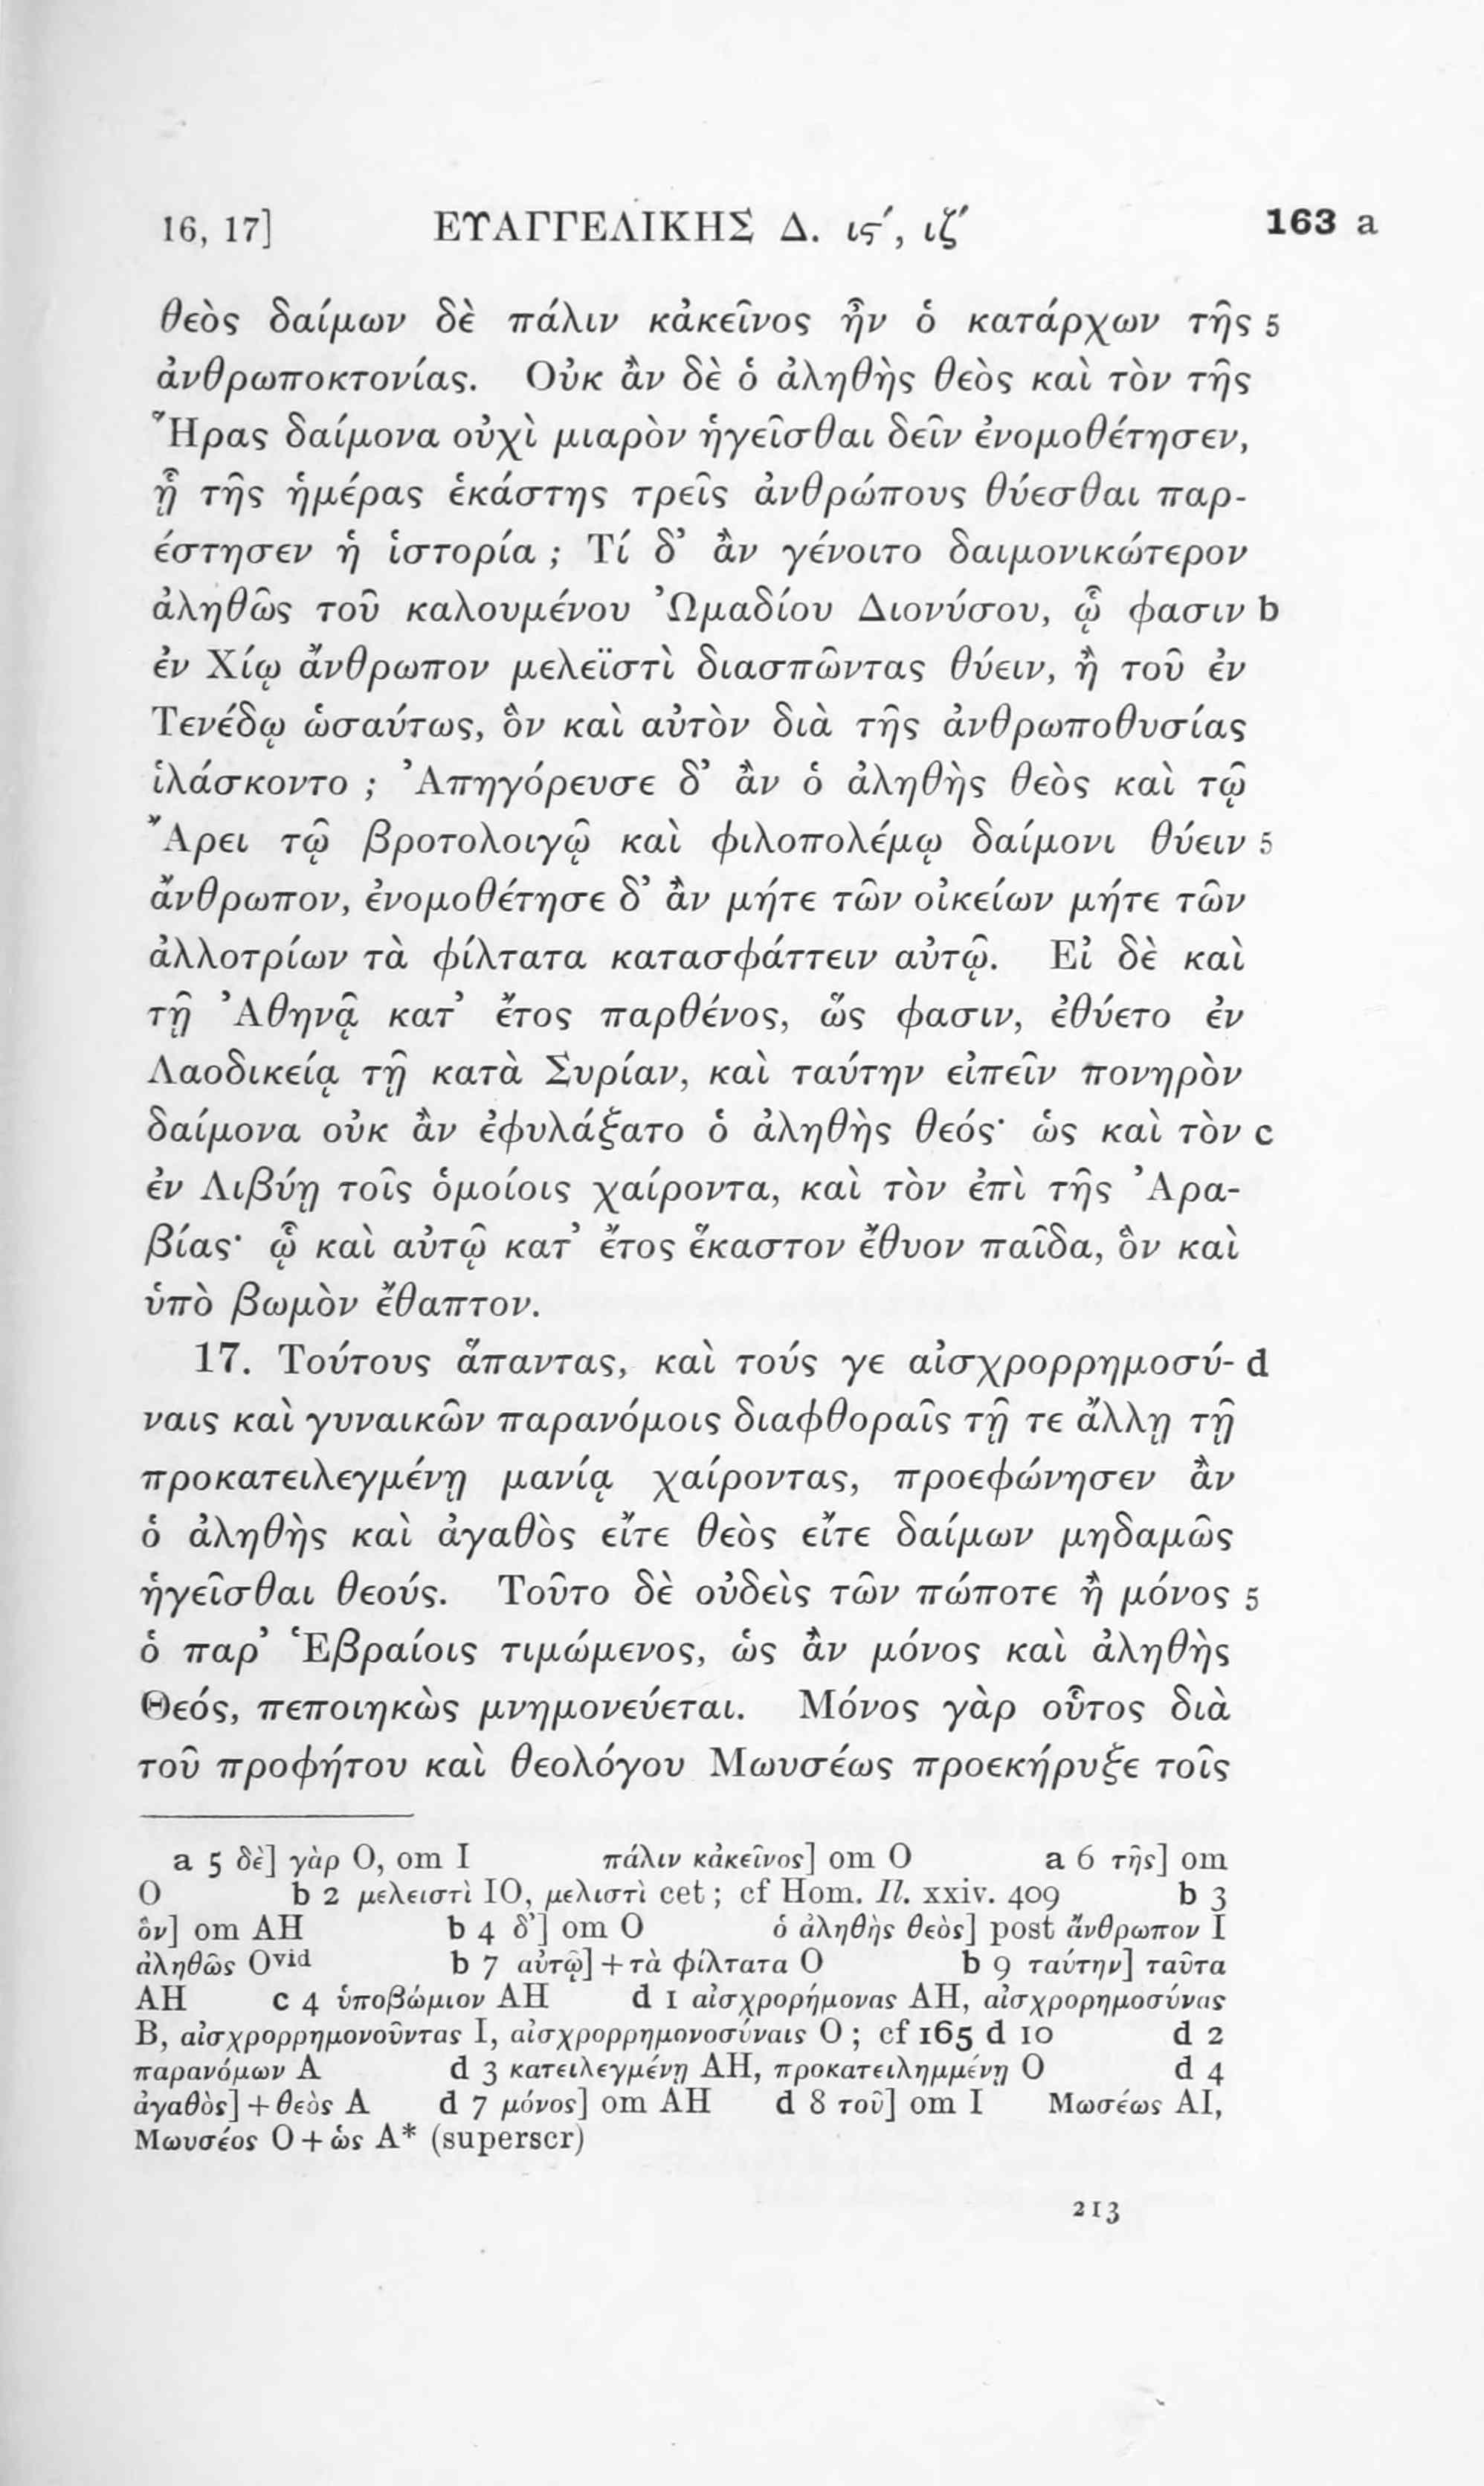 16, 17] ΕΥΑΓΓΕΛΙΚΗΣ Δ. ιϛʹ, ιζʹ 163 a
θεὸς δαίμων δὲ πάλιν κἀκεῖνος ἦν ὁ κατάρχων τῆς 5
ἀνθρωποκτονίας. Οὐκ ἂν δὲ ὁ ἀληθὴς θεὸς καὶ τὸν τῆς
Ἥρας δαίμονα οὐχὶ μιαρὸν ἡγεῖσθαι δεῖν ἐνομοθέτησεν,
ᾗ τῆς ἡμέρας ἑκάστης τρεῖς ἀνθρώπους θύεσθαι παρ-
έστησεν ἡ ἱστορία ; Τί δ’ ἂν γένοιτο δαιμονικώτερον
ἀληθῶς τοῦ καλουμένου Ὠμαδίου Διονύσου, ᾧ φασιν b
ἐν Χίῳ ἄνθρωπον μελεϊστὶ διασπῶντας θύειν, ἢ τοῦ ἐν
Τενέδῳ ὡσαύτως, ὃν καὶ αὐτὸν διὰ τῆς ἀνθρωποθυσίας
ἱλάσκοντο ; Ἀπηγόρευσε δ’ ἂν ὁ ἀληθὴς θεὸς καὶ τῷ
Ἄρει τῷ βροτολοιγῷ καὶ φιλοπολέμῳ δαίμονι θύειν 5
ἄνθρωπον, ἐνομοθέτησε δ’ ἂν μήτε τῶν οἰκείων μήτε τῶν
ἀλλοτρίων τὰ φίλτατα κατασφάττειν αὐτῷ. Εἰ δὲ καὶ
τῇ Ἀθηνᾷ κατ’ ἔτος παρθένος, ὥς φασιν, ἐθύετο ἐν
Λαοδικείᾳ τῇ κατὰ Συρίαν, καὶ ταύτην εἰπεῖν πονηρὸν
δαίμονα οὐκ ἂν ἐφυλάξατο ὁ ἀληθὴς θεός· ὡς καὶ τὸν c
ἐν Λιβύῃ τοῖς ὁμοίοις χαίροντα, καὶ τὸν ἐπὶ τῆς Ἀρα-
βίας· ᾧ καὶ αὐτῷ κατ’ ἔτος ἕκαστον ἔθυον παῖδα, ὃν καὶ
ὑπὸ βωμὸν ἔθαπτον.
17. Τούτους ἅπαντας, καὶ τούς γε αἰσχρορρημοσύ- d
ναις καὶ γυναικῶν παρανόμοις διαφθοραῖς τῇ τε ἄλλῃ τῇ
προκατειλεγμένῃ μανίᾳ χαίροντας, προεφώνησεν ἂν
ὁ ἀληθὴς καὶ ἀγαθὸς εἴτε θεὸς εἴτε δαίμων μηδαμῶς
ἡγεῖσθαι θεούς. Τοῦτο δὲ οὐδεὶς τῶν πώποτε ἢ μόνος 5
ὁ παρ’ Ἑβραίοις τιμώμενος, ὡς ἂν μόνος καὶ ἀληθὴς
Θεός, πεποιηκὼς μνημονεύεται. Μόνος γὰρ οὗτος διὰ
τοῦ προφήτου καὶ θεολόγου Μωυσέως προεκήρυξε τοῖς
a 5 δὲ] γὰρ O, om I πάλιν κἀκεῖνος] om O a 6 τῆς] om
O b 2 μελειστὶ IO, μελιστὶ cet ; cf Hom. Il. xxiv. 409 b 3
ὃν] om AH b 4 δ’] om O ὁ ἀληθὴς θεὸς] post ἄνθρωπον I
ἀληθῶς Ovid b 7 αὐτῷ] + τὰ φίλτατα O b 9 ταύτην] ταῦτα
AH c 4 ὑποβώμιον AH d 1 αἰσχρορήμονας AH, αἰσχρορημοσύνας
B, αἰσχρορρημονοῦντας I, αἰσχρορρημονοσύναις O ; cf 165 d 10 d 2
παρανόμων A d 3 κατειλεγμένῃ AH, προκατειλημμένῃ O d 4
ἀγαθὸς] + θεὸς A d 7 μόνος] om AH d 8 τοῦ] om I Μωσέως AI,
Μωυσέος O + ὡς A* (superscr)
213